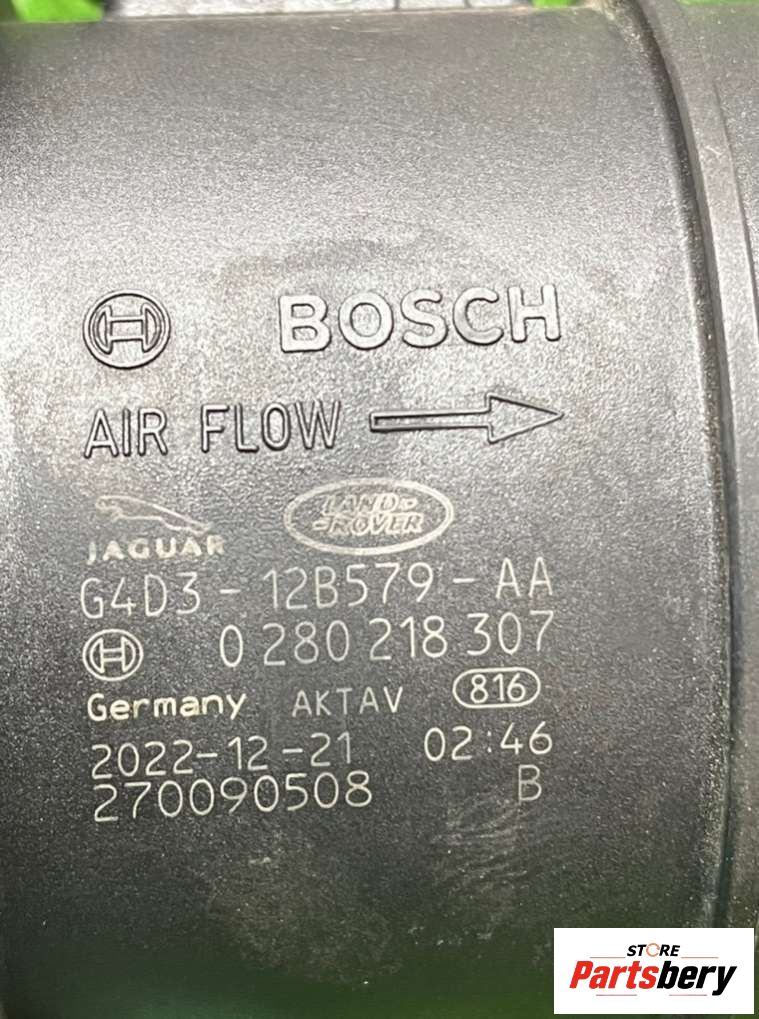 BOSCH
AIR FLOW
JAGUAR
LAND-
-ROVER
G4D3-12B579-AA
0 280 218 307
Germany AKTAV 816
2022-12-21 02:46
270090508 B
STORE
Partsbery